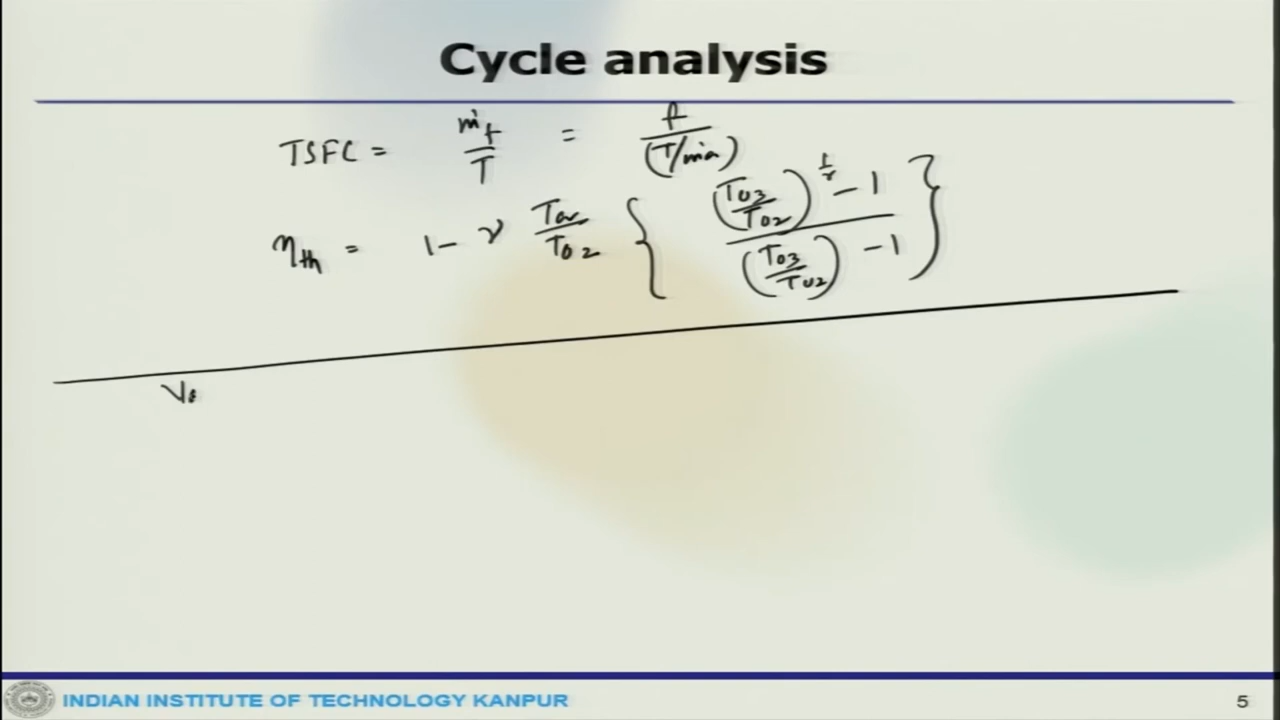 Cycle analysis
TSFC = ṁf / T = f / (T/ṁa)
ηth = 1 - γ Ta/T02 { ((T03/T02)^(1/γ) - 1) / ((T03/T02) - 1) }
INDIAN INSTITUTE OF TECHNOLOGY KANPUR
5